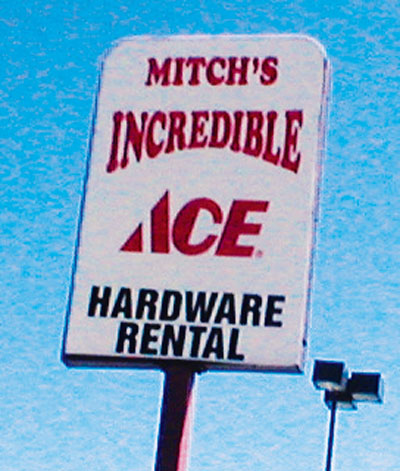 MITCH'S
INCREDIBLE
ACE
HARDWARE
RENTAL